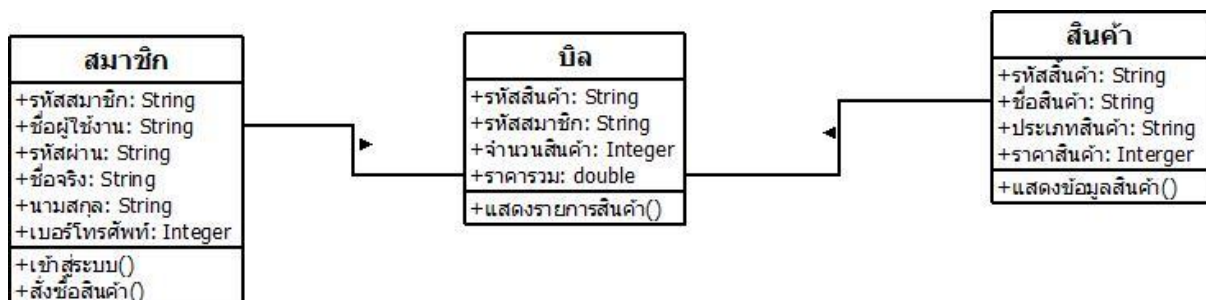 สมาชิก
+รหัสสมาชิก: String
+ชื่อผู้ใช้งาน: String
+รหัสผ่าน: String
+ชื่อจริง: String
+นามสกุล: String
+เบอร์โทรศัพท์: Integer
+เข้าสู่ระบบ()
+สั่งซื้อสินค้า()
บิล
+รหัสสินค้า: String
+รหัสสมาชิก: String
+จำนวนสินค้า: Integer
+ราคารวม: double
+แสดงรายการสินค้า()
สินค้า
+รหัสสินค้า: String
+ชื่อสินค้า: String
+ประเภทสินค้า: String
+ราคาสินค้า: Interger
+แสดงข้อมูลสินค้า()